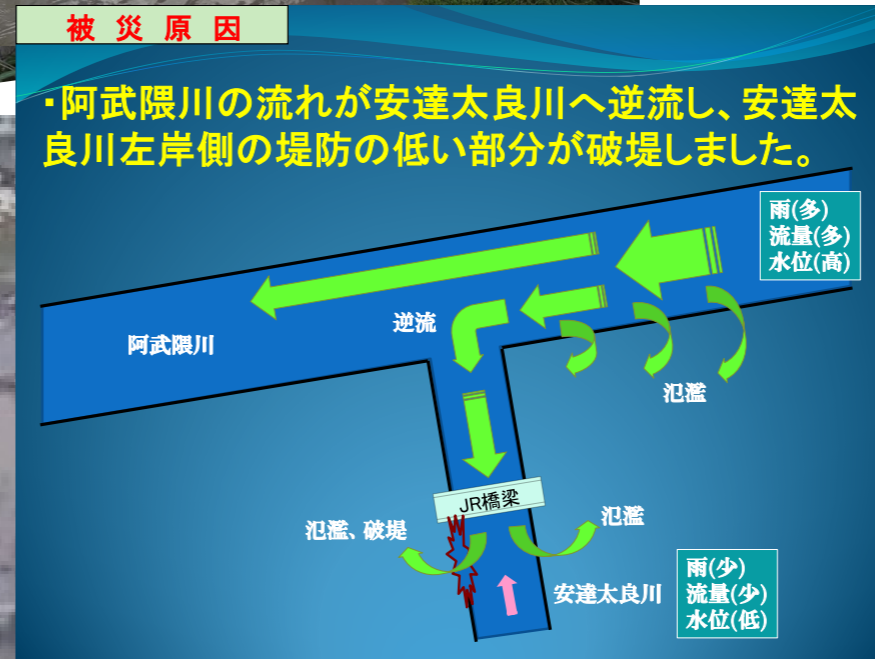 被災原因
・阿武隈川の流れが安達太良川へ逆流し、安達太
良川左岸側の堤防の低い部分が破堤しました。
雨(多)
流量(多)
水位(高)
逆流
阿武隈川
氾濫
JR橋梁
氾濫、破堤
氾濫
安達太良川
雨(少)
流量(少)
水位(低)